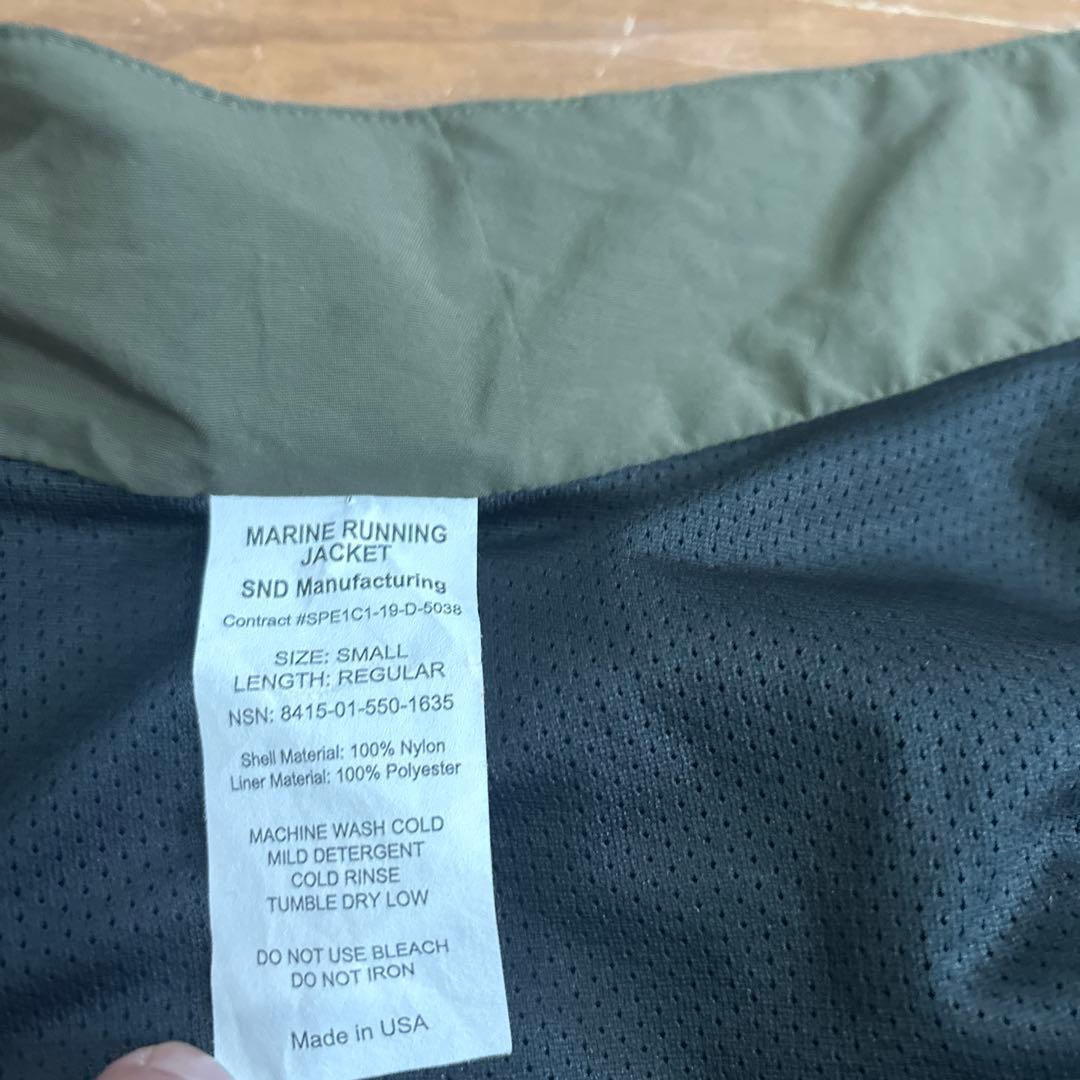 MARINE RUNNING
JACKET
SND Manufacturing
Contract #SPE1C1-19-D-5038
SIZE: SMALL
LENGTH: REGULAR
NSN: 8415-01-550-1635
Shell Material: 100% Nylon
Liner Material: 100% Polyester
MACHINE WASH COLD
MILD DETERGENT
COLD RINSE
TUMBLE DRY LOW
DO NOT USE BLEACH
DO NOT IRON
Made in USA